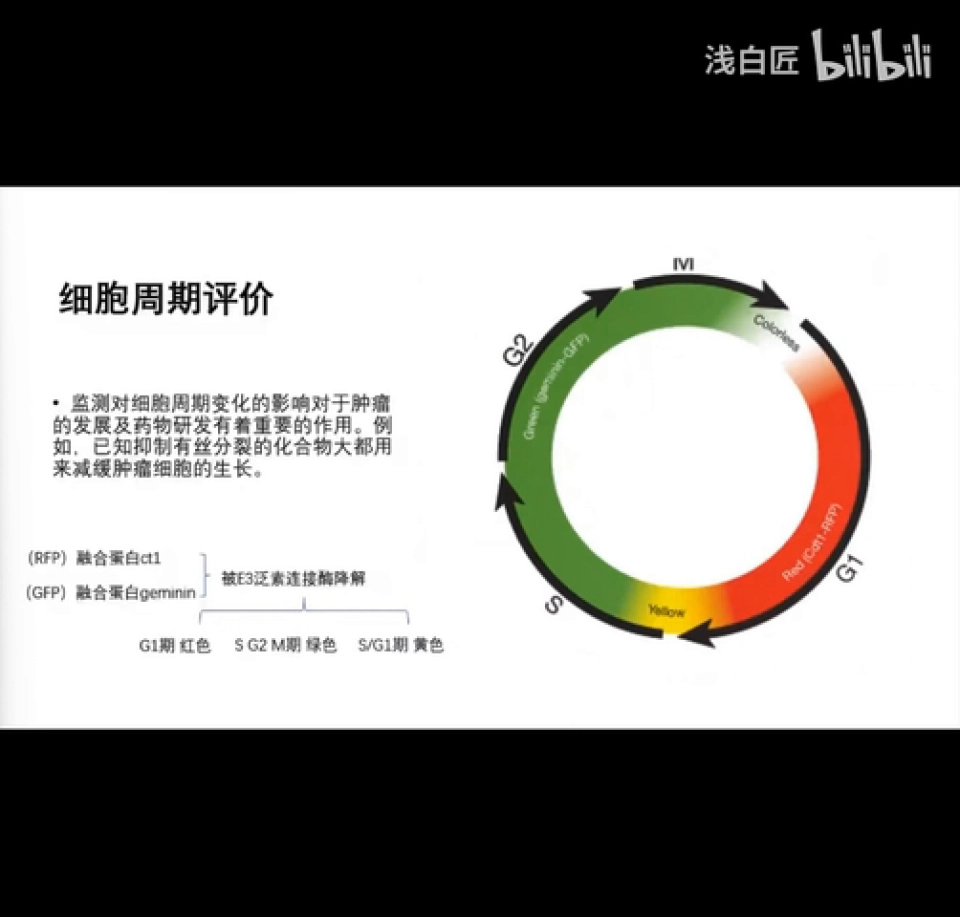 浅白匠 bilibili
细胞周期评价
• 监测对细胞周期变化的影响对于肿瘤
的发展及药物研发有着重要的作用。例
如，已知抑制有丝分裂的化合物大都用
来减缓肿瘤细胞的生长。
（RFP）融合蛋白ct1
（GFP）融合蛋白geminin
被E3泛素连接酶降解
G1期 红色 S G2 M期 绿色 S/G1期 黄色
M
Colorless
G2
Green (geminin-GFP)
Red (Cdt1-RFP)
G1
S
Yellow